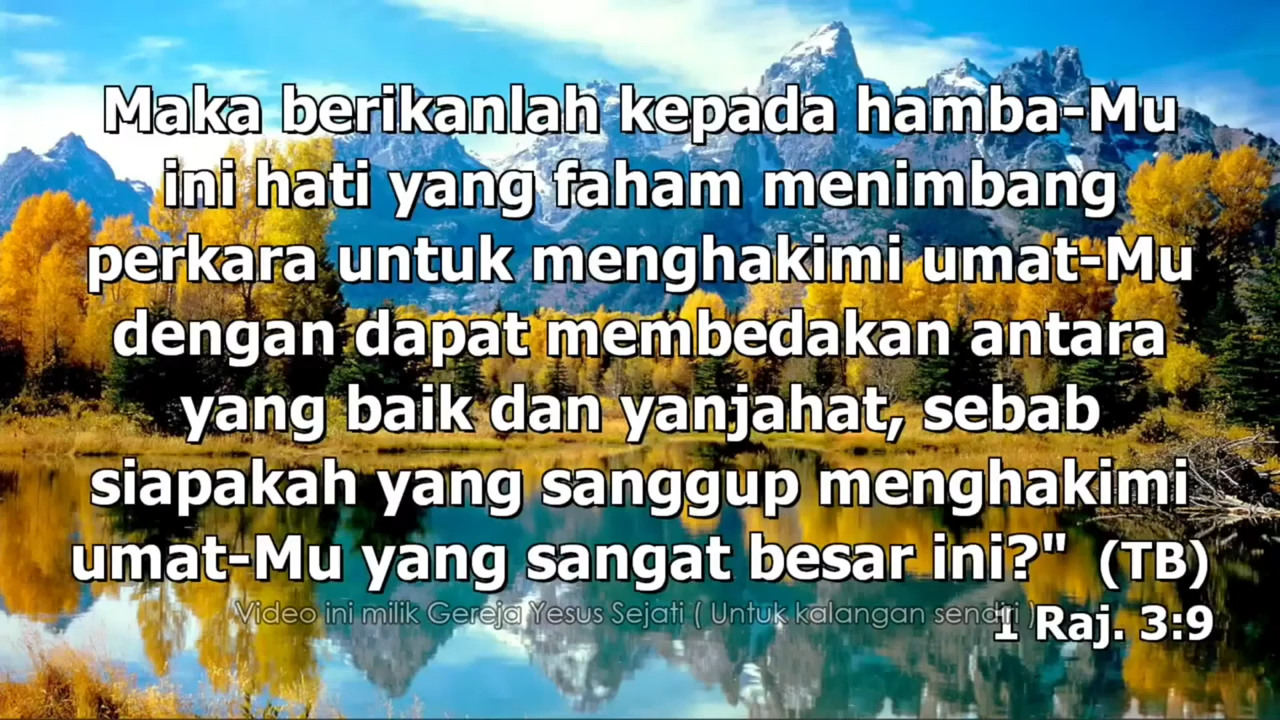 Maka berikanlah kepada hamba-Mu
ini hati yang faham menimbang
perkara untuk menghakimi umat-Mu
dengan dapat membedakan antara
yang baik dan yanjahat, sebab
siapakah yang sanggup menghakimi
umat-Mu yang sangat besar ini?" (TB)
Video ini milik Gereja Yesus Sejati ( Untuk kalangan sendiri )
1 Raj. 3:9